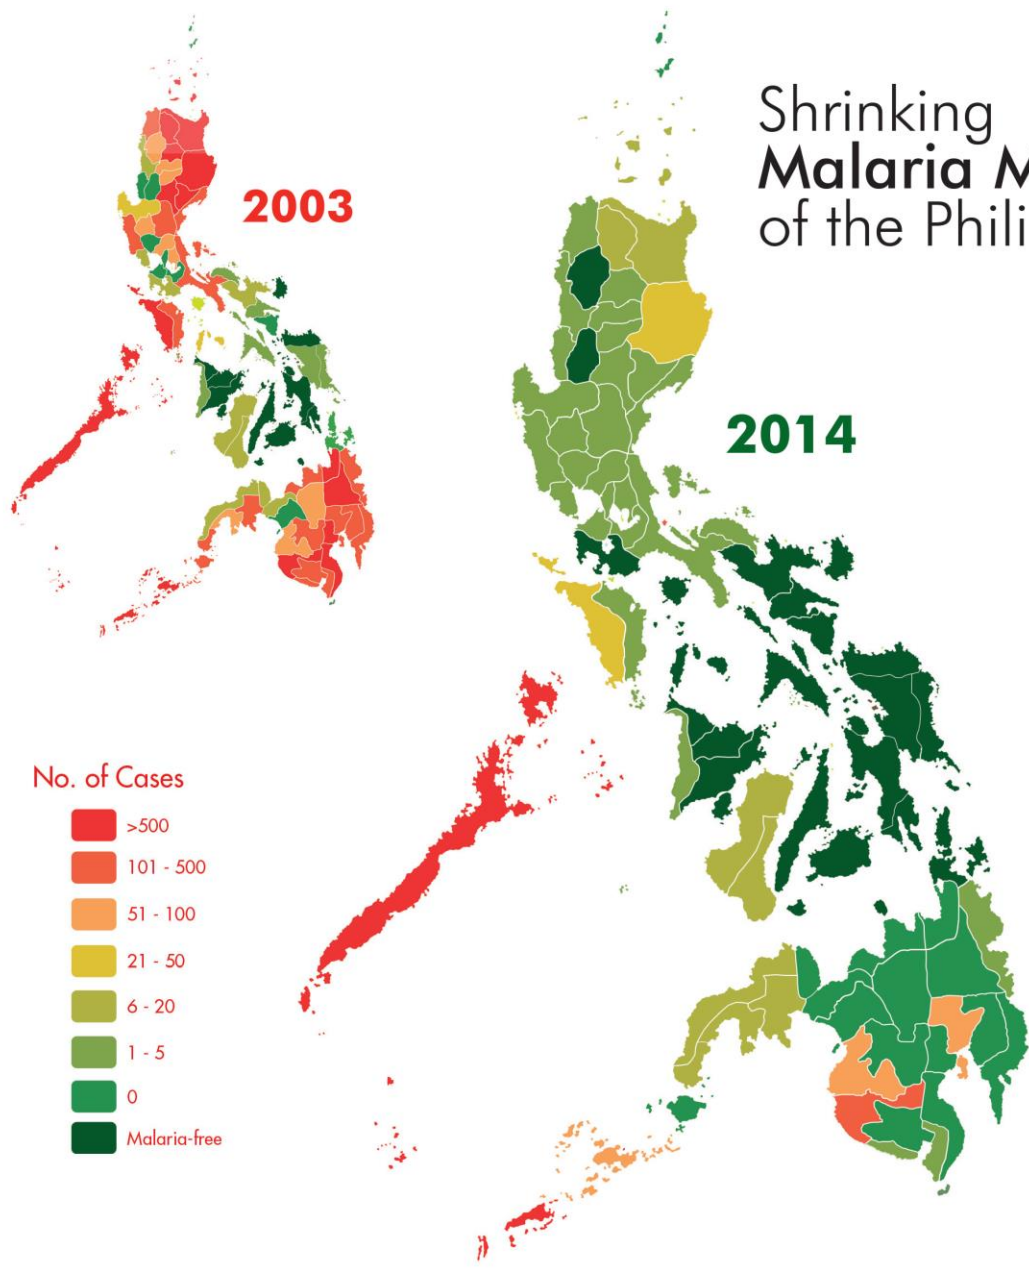 Shrinking
Malaria M
of the Phili
2003
2014
No. of Cases
>500
101 - 500
51 - 100
21 - 50
6 - 20
1 - 5
0
Malaria-free